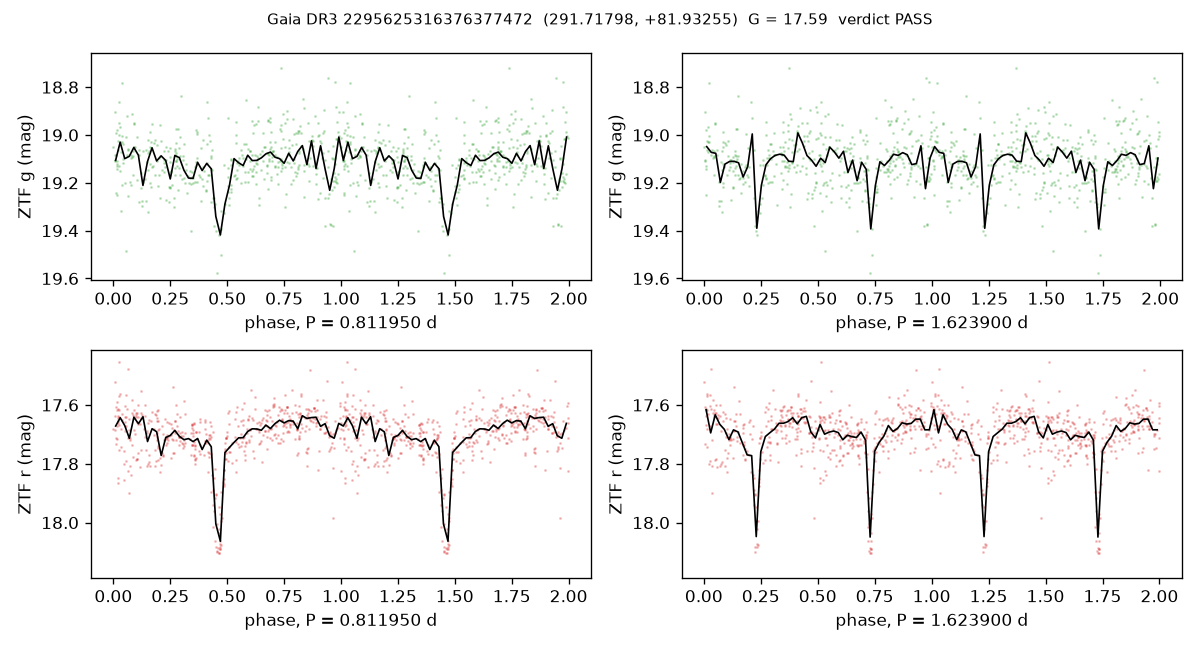 Gaia DR3 2295625316376377472 (291.71798, +81.93255) G = 17.59 verdict PASS
ZTF g (mag)
18.8
19.0
19.2
19.4
19.6
0.00 0.25 0.50 0.75 1.00 1.25 1.50 1.75 2.00
phase, P = 0.811950 d
ZTF g (mag)
18.8
19.0
19.2
19.4
19.6
0.00 0.25 0.50 0.75 1.00 1.25 1.50 1.75 2.00
phase, P = 1.623900 d
ZTF r (mag)
17.6
17.8
18.0
0.00 0.25 0.50 0.75 1.00 1.25 1.50 1.75 2.00
phase, P = 0.811950 d
ZTF r (mag)
17.6
17.8
18.0
0.00 0.25 0.50 0.75 1.00 1.25 1.50 1.75 2.00
phase, P = 1.623900 d